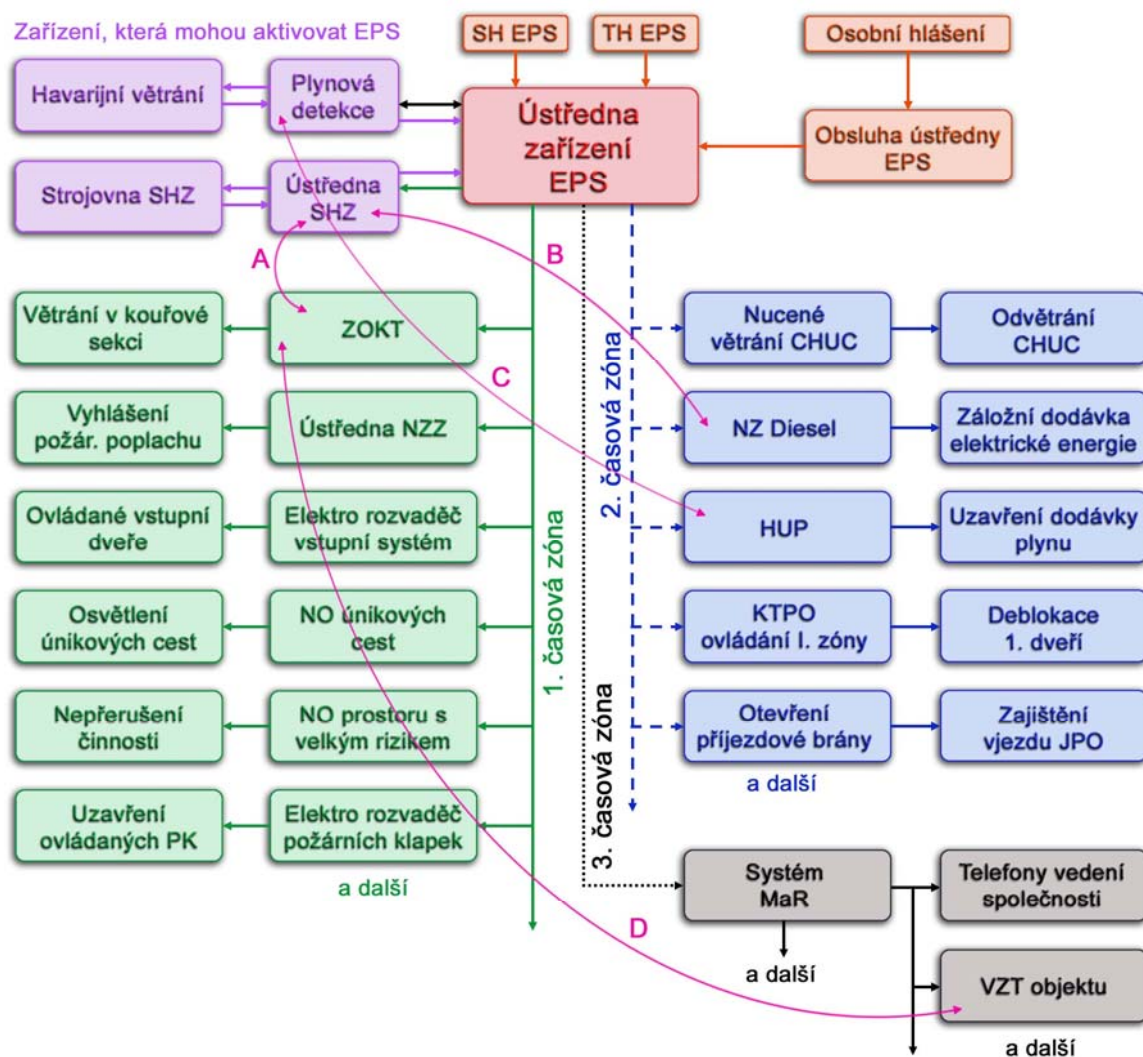 Zařízení, která mohou aktivovat EPS
SH EPS
TH EPS
Osobní hlášení
Havarijní větrání
Plynová
detekce
Ústředna
zařízení
EPS
Obsluha ústředny
EPS
Strojovna SHZ
Ústředna
SHZ
A
B
C
D
Větrání v kouřové
sekci
ZOKT
Vyhlášení
požár. poplachu
Ústředna NZZ
Ovládané vstupní
dveře
Elektro rozvaděč
vstupní systém
Osvětlení
únikových cest
NO únikových
cest
Nepřerušení
činnosti
NO prostoru s
velkým rizikem
Uzavření
ovládaných PK
Elektro rozvaděč
požárních klapek
a další
1. časová zóna
2. časová zóna
3. časová zóna
Nucené
větrání CHUC
Odvětrání
CHUC
NZ Diesel
Záložní dodávka
elektrické energie
HUP
Uzavření dodávky
plynu
KTPO
ovládání I. zóny
Deblokace
1. dveří
Otevření
příjezdové brány
Zajištění
vjezdu JPO
a další
Systém
MaR
Telefony vedení
společnosti
a další
VZT objektu
a další